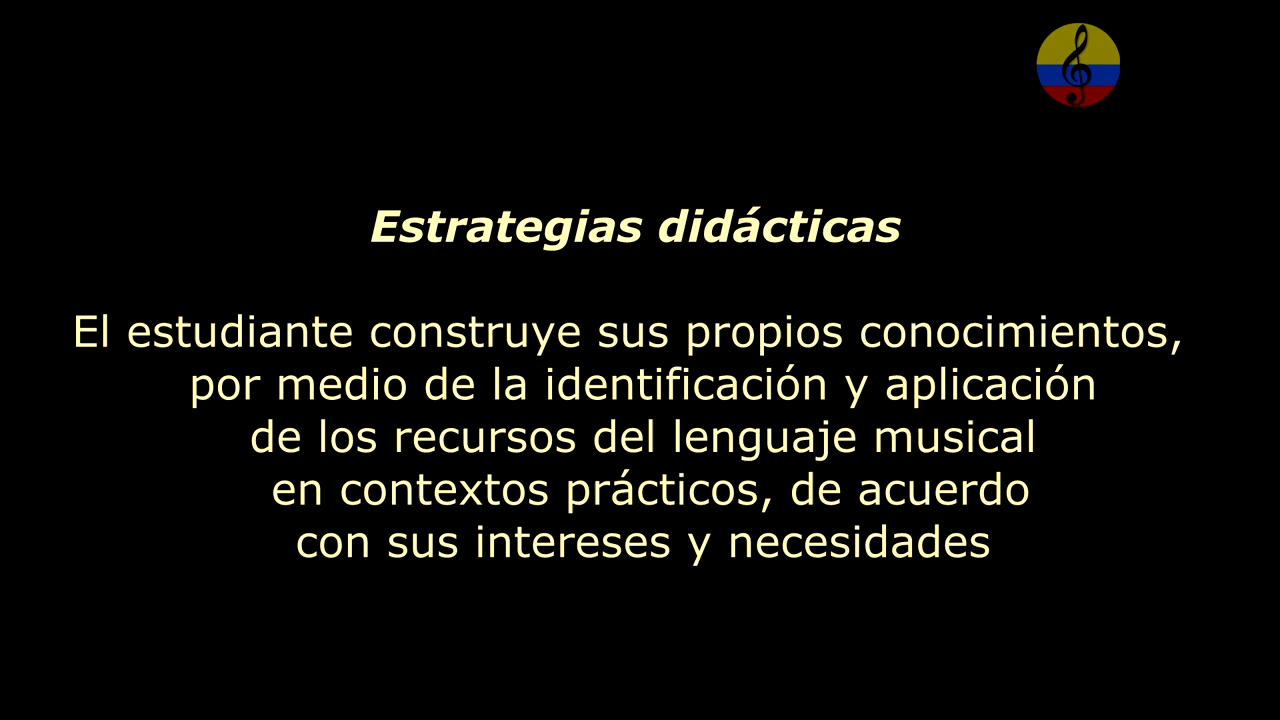 Estrategias didácticas
El estudiante construye sus propios conocimientos,
por medio de la identificación y aplicación
de los recursos del lenguaje musical
en contextos prácticos, de acuerdo
con sus intereses y necesidades